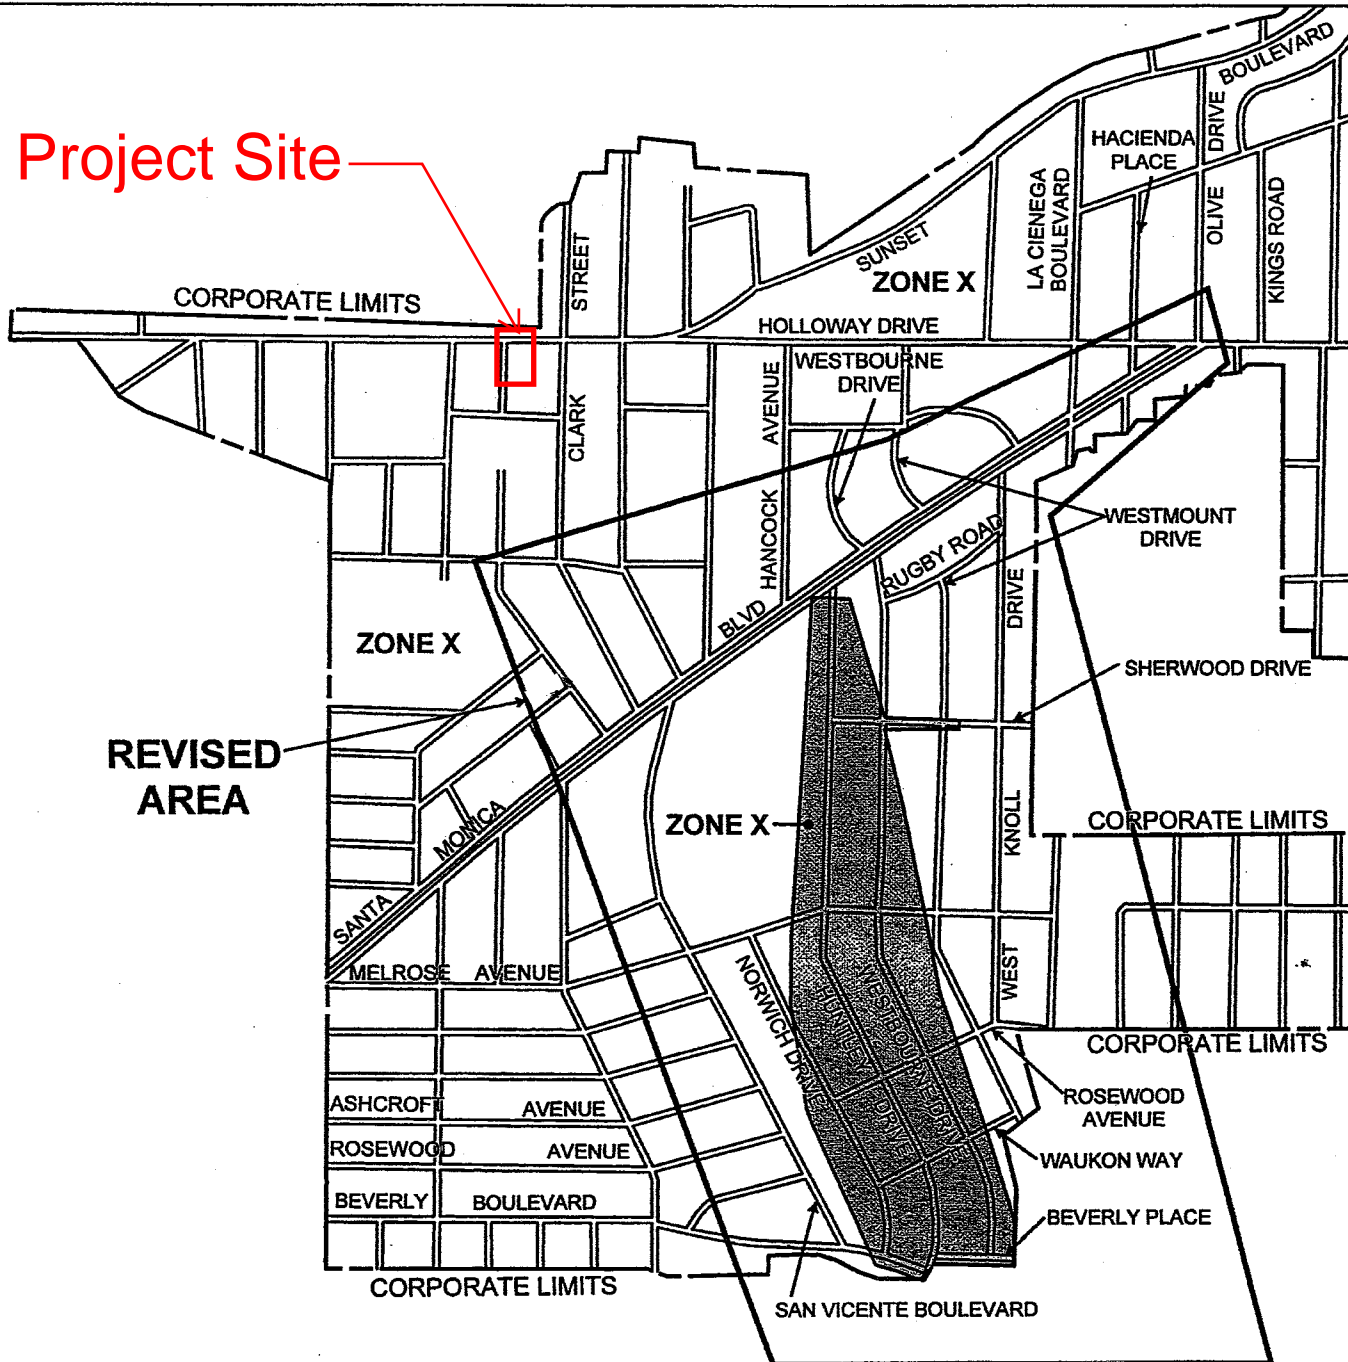 BOULEVARD
Project Site
HACIENDA
PLACE
DRIVE
LA CIENEGA
BOULEVARD
OLIVE
KINGS ROAD
STREET
SUNSET
ZONE X
CORPORATE LIMITS
HOLLOWAY DRIVE
WESTBOURNE
DRIVE
AVENUE
CLARK
HANCOCK
WESTMOUNT
DRIVE
RUGBY ROAD
DRIVE
BLVD
ZONE X
SHERWOOD DRIVE
REVISED
AREA
MONICA
ZONE X
KNOLL
CORPORATE LIMITS
SANTA
MELROSE AVENUE
WEST
NORWICH DRIVE
HUNTLEY DRIVE
WESTBOURNE DRIVE
CORPORATE LIMITS
ASHCROFT AVENUE
ROSEWOOD
AVENUE
ROSEWOOD AVENUE
WAUKON WAY
BEVERLY BOULEVARD
BEVERLY PLACE
CORPORATE LIMITS
SAN VICENTE BOULEVARD